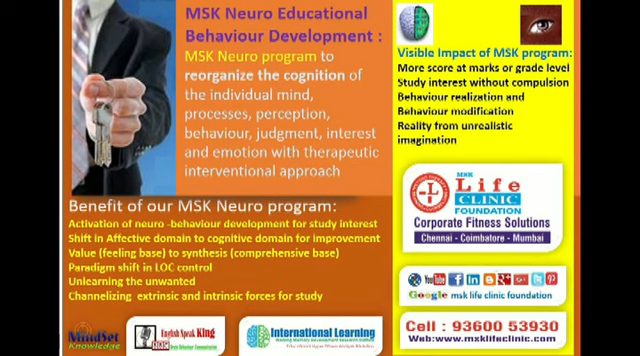 MSK Neuro Educational
Behaviour Development :
MSK Neuro program to
reorganize the cognition of
the individual mind,
processes, perception,
behaviour, judgment, interest
and emotion with therapeutic
interventional approach
Visible Impact of MSK program:
More score at marks or grade level
Study interest without compulsion
Behaviour realization and
Behaviour modification
Reality from unrealistic
imagination
MSK
Life
CLINIC
FOUNDATION
Corporate Fitness Solutions
Chennai - Coimbatore - Mumbai
Benefit of our MSK Neuro program:
Activation of neuro -behaviour development for study interest
Shift in Affective domain to cognitive domain for improvement
Value (feeling base) to synthesis (comprehensive base)
Paradigm shift in LOC control
Unlearning the unwanted
Channelizing extrinsic and intrinsic forces for study
You Tube
Google msk life clinic foundation
MindSet
Knowledge
English Speak King
International Learning
Cell : 93600 53930
Web:www.mxklifeclinic.com